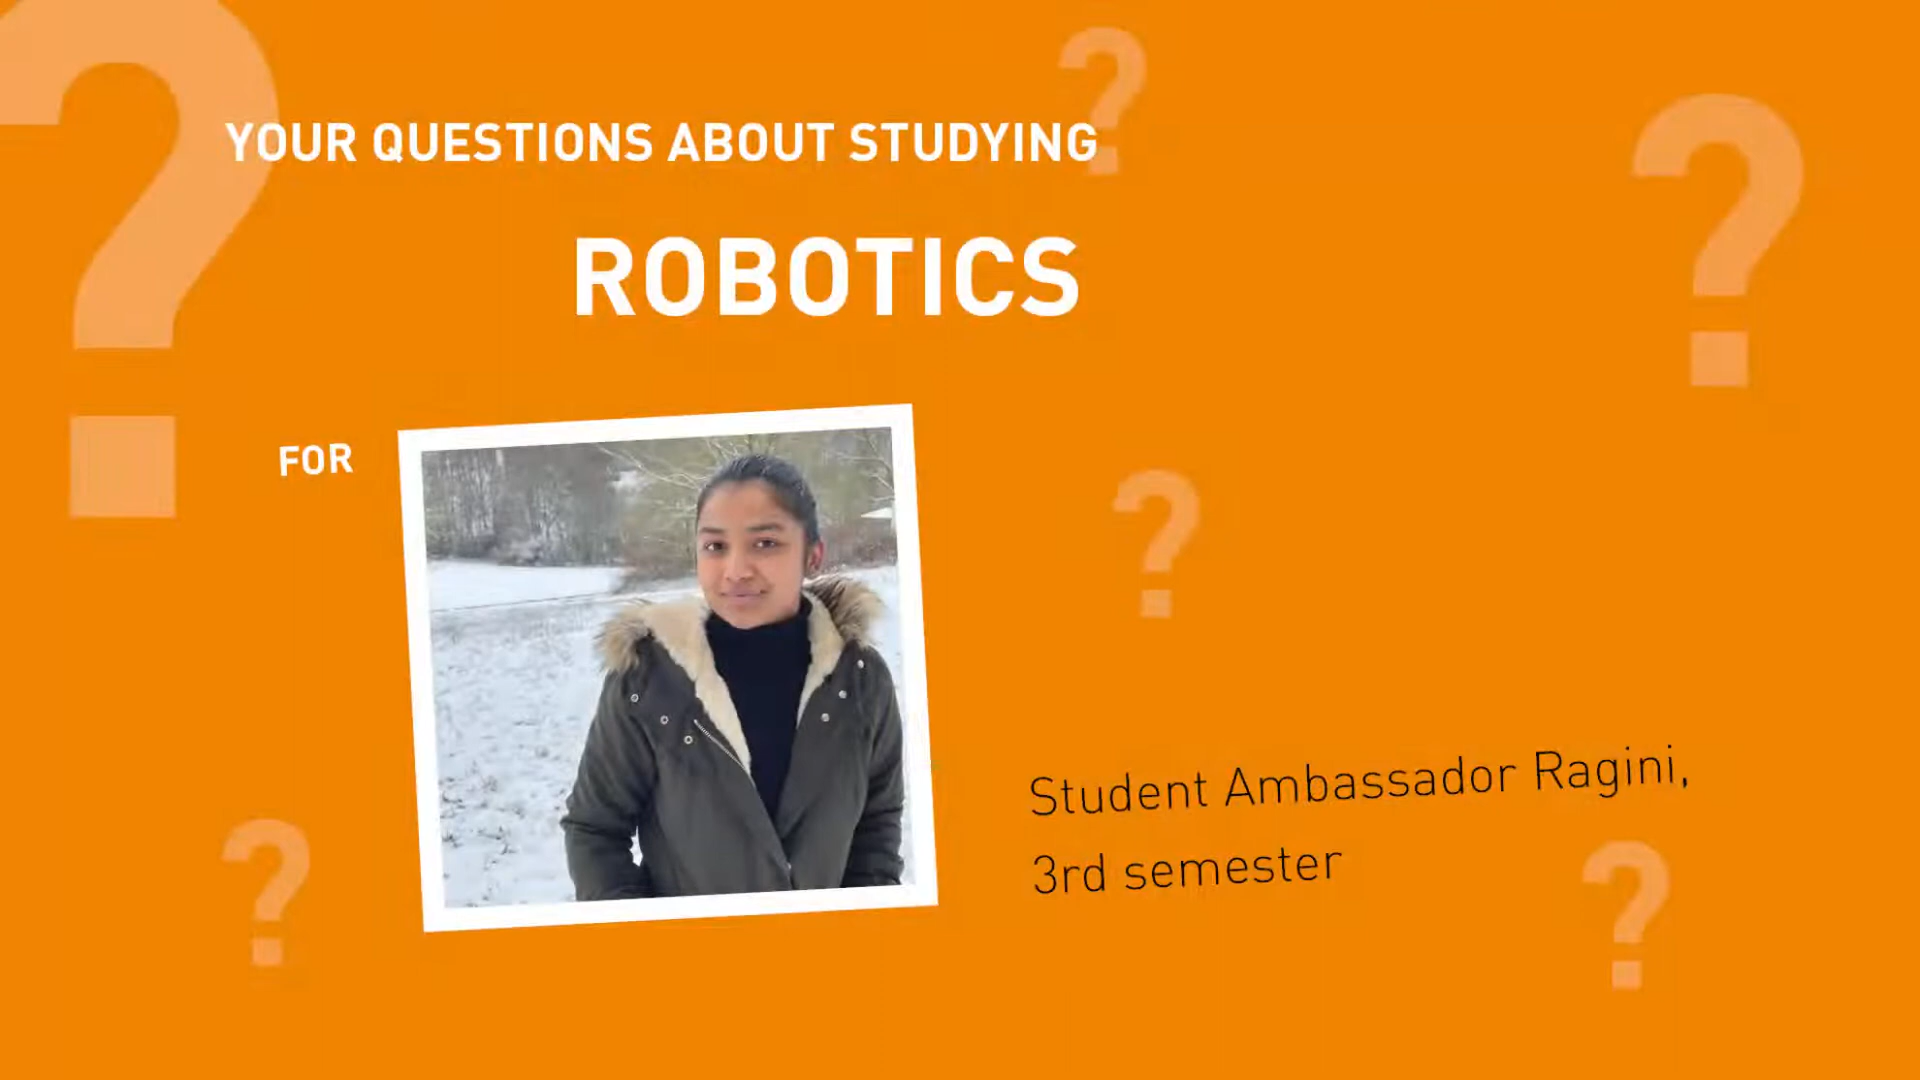 YOUR QUESTIONS ABOUT STUDYING
ROBOTICS
FOR
Student Ambassador Ragini,
3rd semester